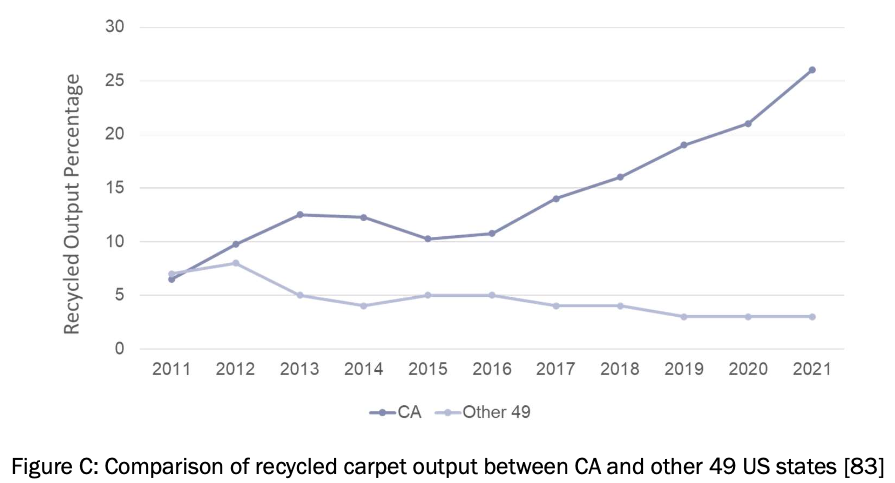 30
25
20
15
10
5
0
Recycled Output Percentage
2011 2012 2013 2014 2015 2016 2017 2018 2019 2020 2021
CA Other 49
Figure C: Comparison of recycled carpet output between CA and other 49 US states [83]